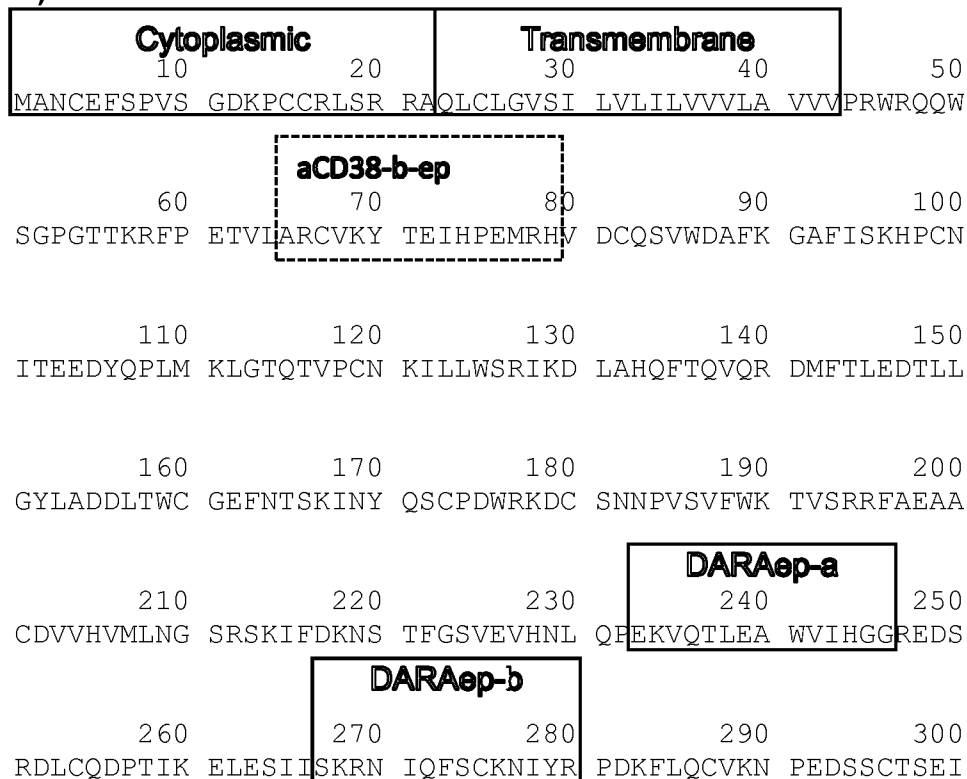 Cytoplasmic Transmembrane
10 20 30 40 50
MANCEFSPVS GDKPCCRLSR RAQLCLGVSI LVLILVVVLA VVVPRWRQQW
aCD38-b-ep
60 70 80 90 100
SGPGTTKRFP ETVLARCVKY TEIHPEMRHV DCQSVWDAFK GAFISKHPCN
110 120 130 140 150
ITEEDYQPLM KLGTQTVPCN KILLWSRIKD LAHQFTQVQR DMFTLEDTLL
160 170 180 190 200
GYLADDLTWC GEFNTSKINY QSCPDWRKDC SNNPVSVFWK TVSRRFAEAA
DARAep-a
210 220 230 240 250
CDVVHVMLNG SRSKIFDKNS TFGSVEVHNL QPEKVQTLEA WVIHGGREDS
DARAep-b
260 270 280 290 300
RDLCQDPTIK ELESIISKRN IQFSCKNIYR PDKFLQCVKN PEDSSCTSEI